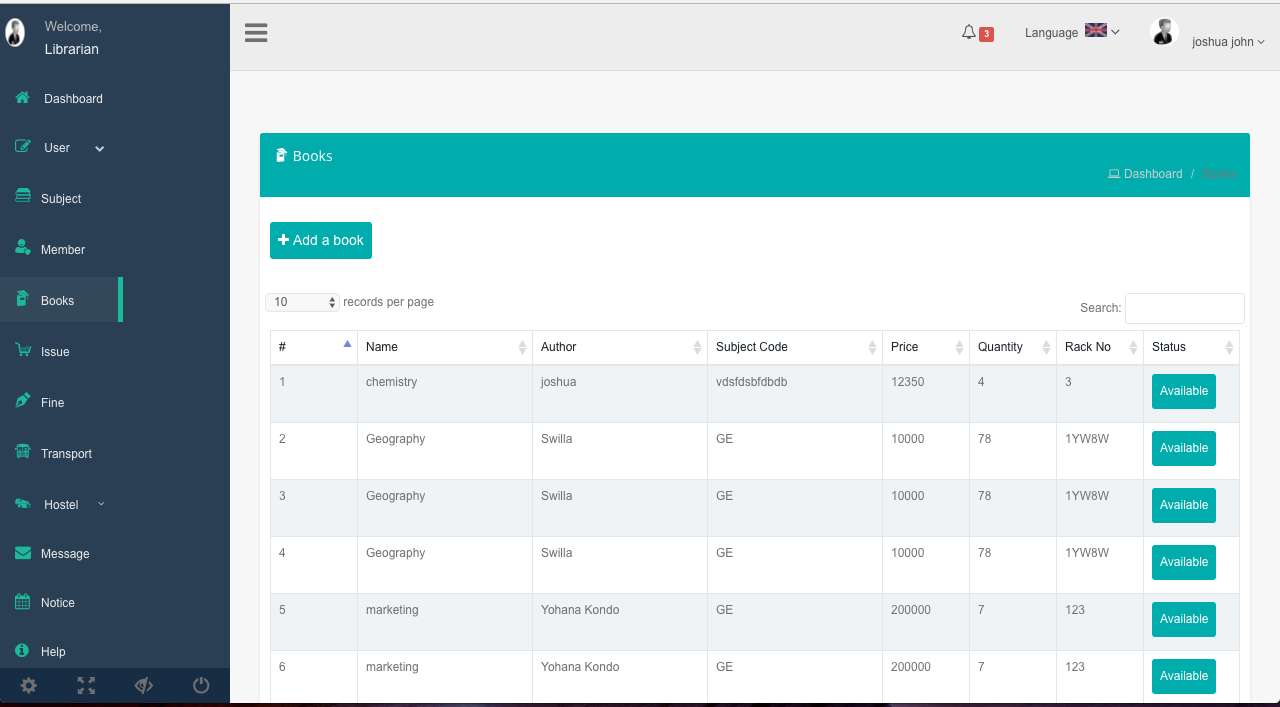 Welcome,
Librarian
Dashboard
User
Subject
Member
Books
Issue
Fine
Transport
Hostel
Message
Notice
Help
3
Language
joshua john
Books
Dashboard / Books
Add a book
10 records per page
Search:
# Name Author Subject Code Price Quantity Rack No Status
1 chemistry joshua vdsfdsbfdbdb 12350 4 3 Available
2 Geography Swilla GE 10000 78 1YW8W Available
3 Geography Swilla GE 10000 78 1YW8W Available
4 Geography Swilla GE 10000 78 1YW8W Available
5 marketing Yohana Kondo GE 200000 7 123 Available
6 marketing Yohana Kondo GE 200000 7 123 Available